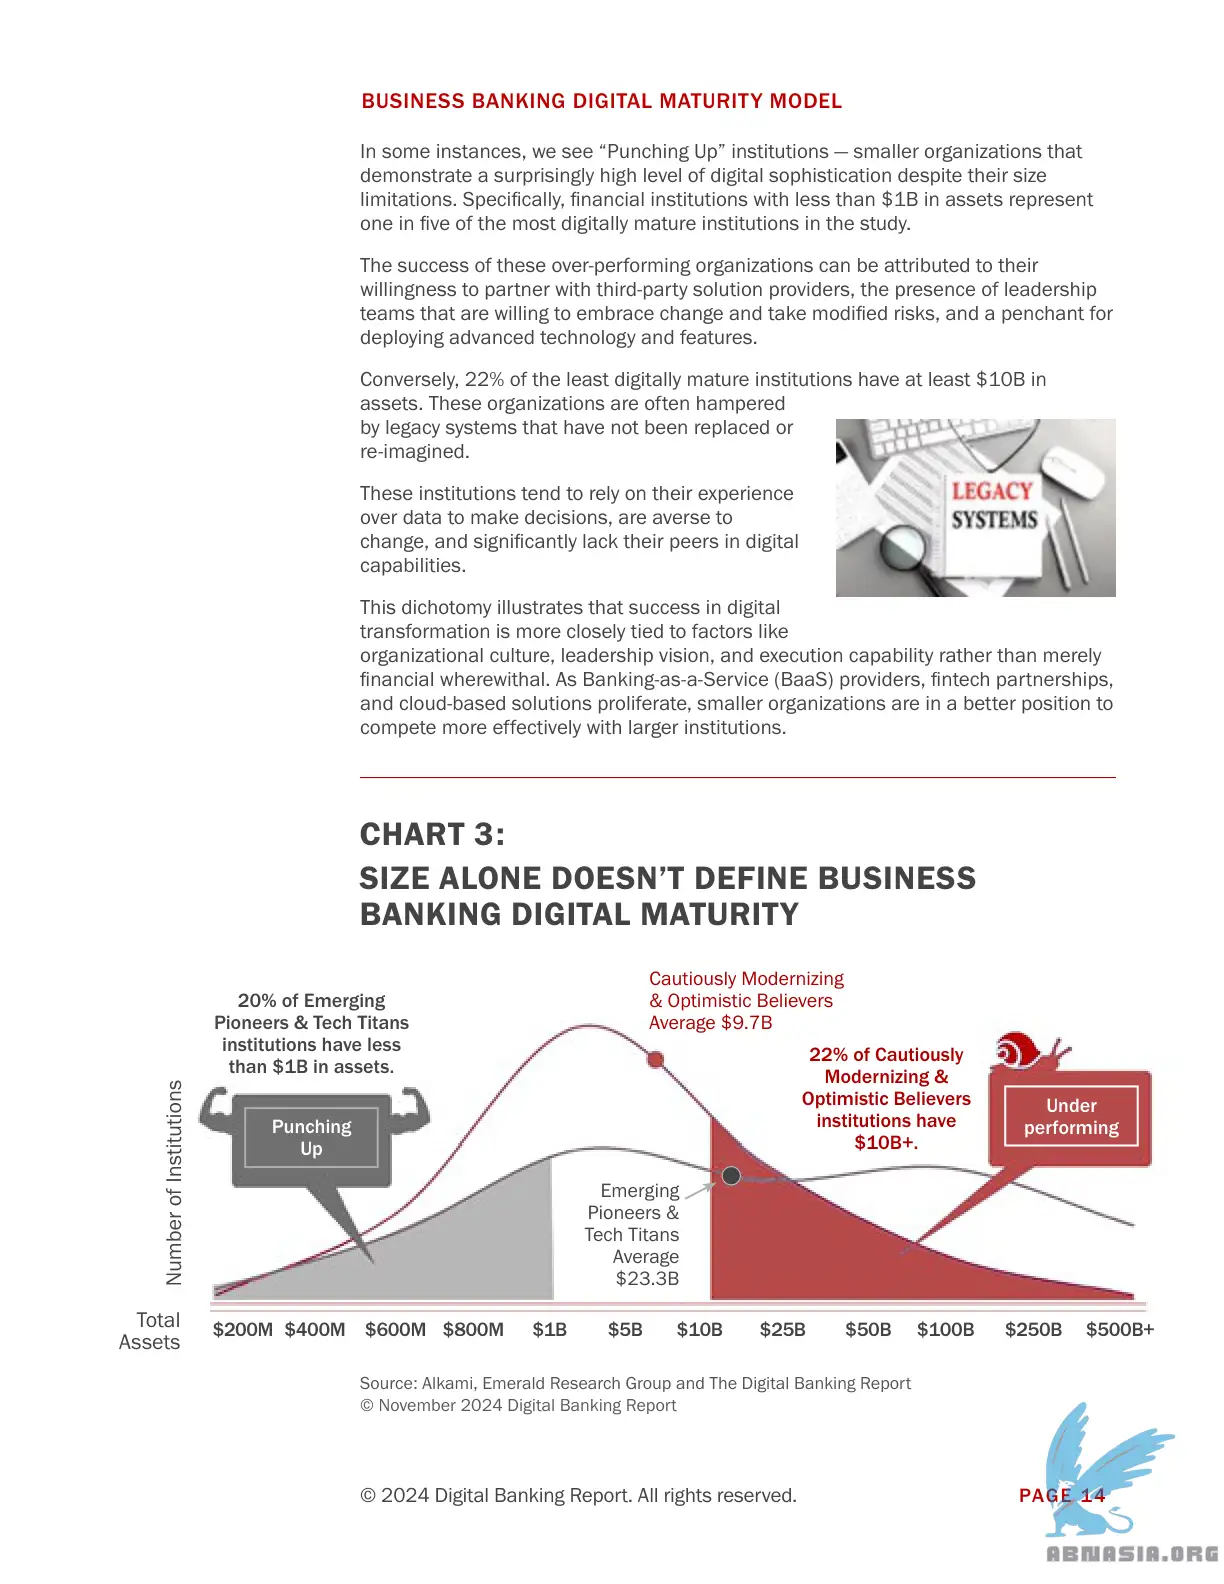 BUSINESS BANKING DIGITAL MATURITY MODEL
In some instances, we see “Punching Up” institutions — smaller organizations that
demonstrate a surprisingly high level of digital sophistication despite their size
limitations. Specifically, financial institutions with less than $1B in assets represent
one in five of the most digitally mature institutions in the study.
The success of these over-performing organizations can be attributed to their
willingness to partner with third-party solution providers, the presence of leadership
teams that are willing to embrace change and take modified risks, and a penchant for
deploying advanced technology and features.
Conversely, 22% of the least digitally mature institutions have at least $10B in
assets. These organizations are often hampered
by legacy systems that have not been replaced or
re-imagined.
These institutions tend to rely on their experience
over data to make decisions, are averse to
change, and significantly lack their peers in digital
capabilities.
LEGACY
SYSTEMS
This dichotomy illustrates that success in digital
transformation is more closely tied to factors like
organizational culture, leadership vision, and execution capability rather than merely
financial wherewithal. As Banking-as-a-Service (BaaS) providers, fintech partnerships,
and cloud-based solutions proliferate, smaller organizations are in a better position to
compete more effectively with larger institutions.
CHART 3:
SIZE ALONE DOESN’T DEFINE BUSINESS
BANKING DIGITAL MATURITY
20% of Emerging
Pioneers & Tech Titans
institutions have less
than $1B in assets.
Punching
Up
Cautiously Modernizing
& Optimistic Believers
Average $9.7B
22% of Cautiously
Modernizing &
Optimistic Believers
institutions have
$10B+.
Under
performing
Emerging
Pioneers &
Tech Titans
Average
$23.3B
Number of Institutions
Total
Assets
$200M $400M $600M $800M $1B $5B $10B $25B $50B $100B $250B $500B+
Source: Alkami, Emerald Research Group and The Digital Banking Report
© November 2024 Digital Banking Report
© 2024 Digital Banking Report. All rights reserved.
PAGE 14
ABNASIA.ORG